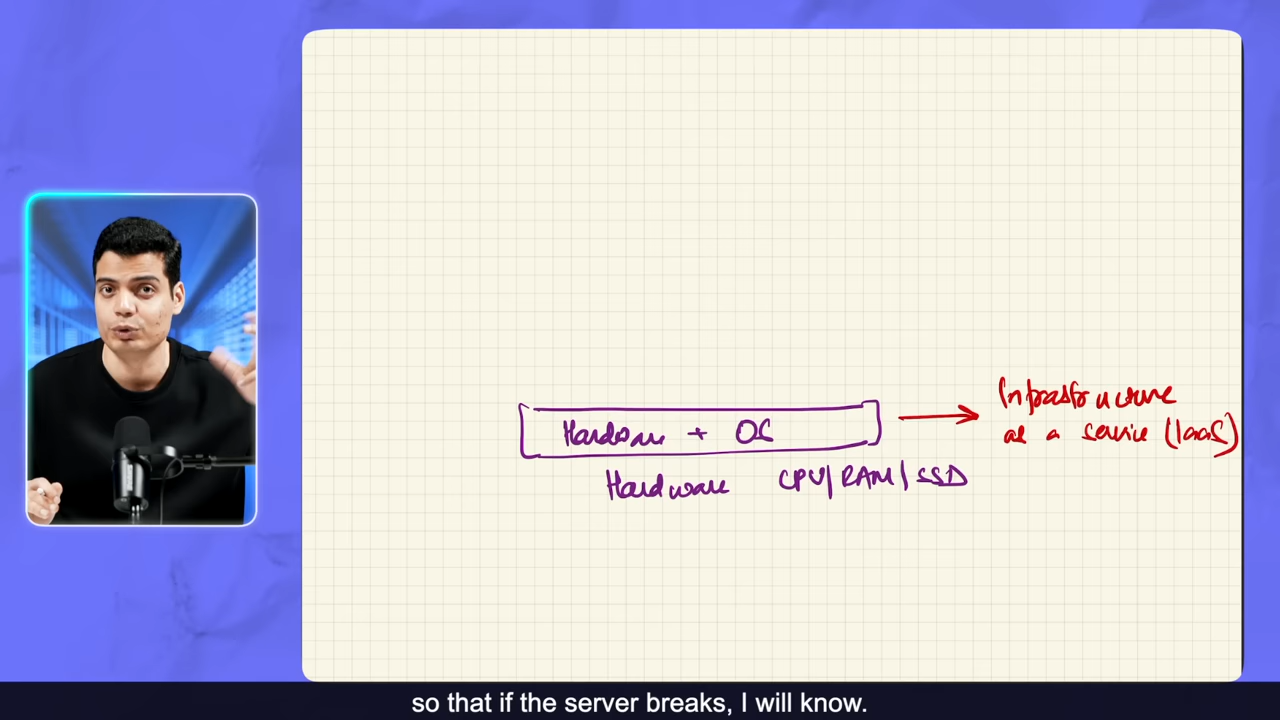 Infrastructure
as a service (IaaS)
Hardware + OS
Hardware CPU/RAM/SSD
so that if the server breaks, I will know.